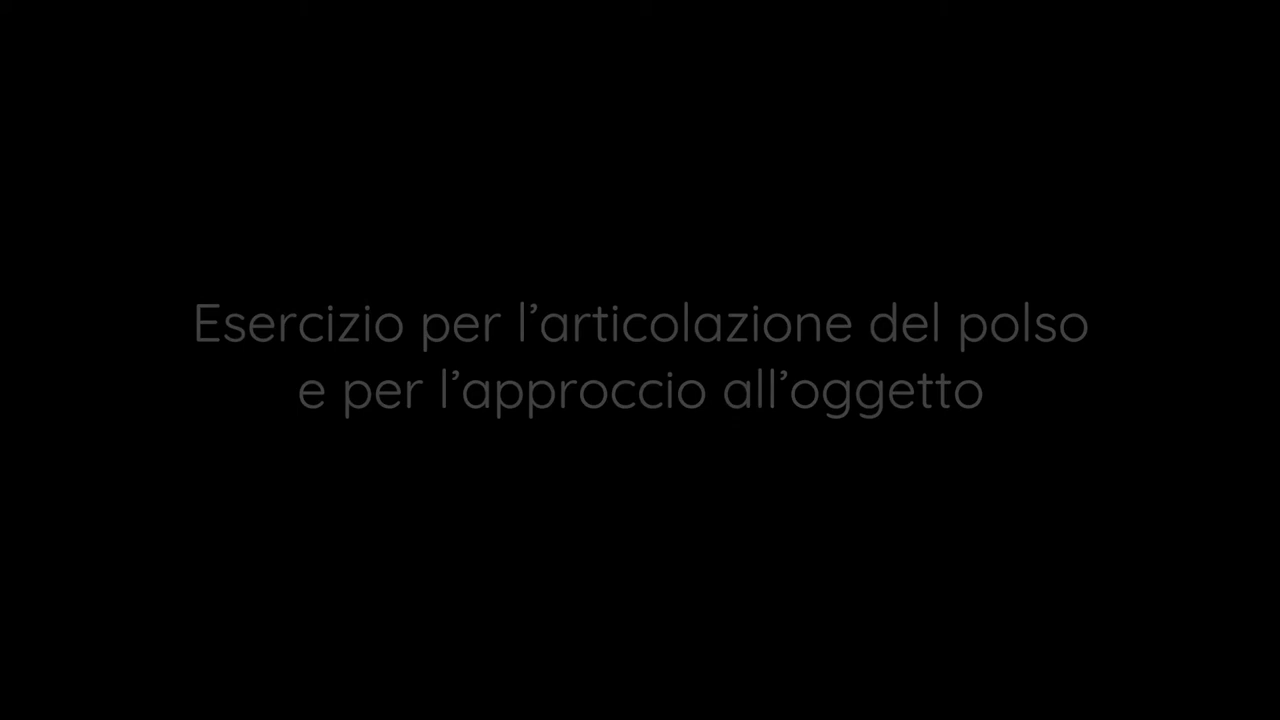 Esercizio per l’articolazione del polso
e per l’approccio all’oggetto